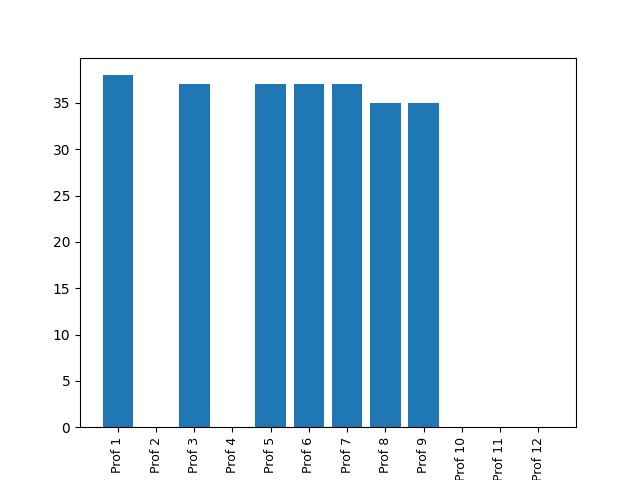 35
30
25
20
15
10
5
0
Prof 1
Prof 2
Prof 3
Prof 4
Prof 5
Prof 6
Prof 7
Prof 8
Prof 9
Prof 10
Prof 11
Prof 12